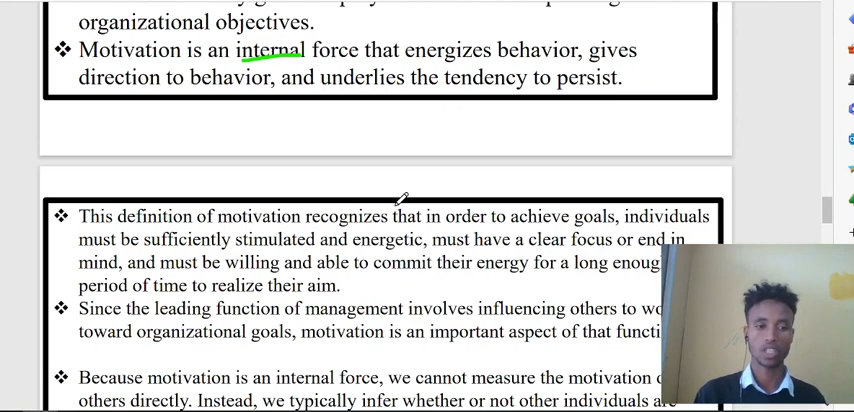 organizational objectives.
❖ Motivation is an internal force that energizes behavior, gives
direction to behavior, and underlies the tendency to persist.
❖ This definition of motivation recognizes that in order to achieve goals, individuals
must be sufficiently stimulated and energetic, must have a clear focus or end in
mind, and must be willing and able to commit their energy for a long
period of time to realize their aim.
❖ Since the leading function of management involves influencing others to
toward organizational goals, motivation is an important aspect of that
❖ Because motivation is an internal force, we cannot measure the motivation
others directly. Instead, we typically infer whether or not other individuals